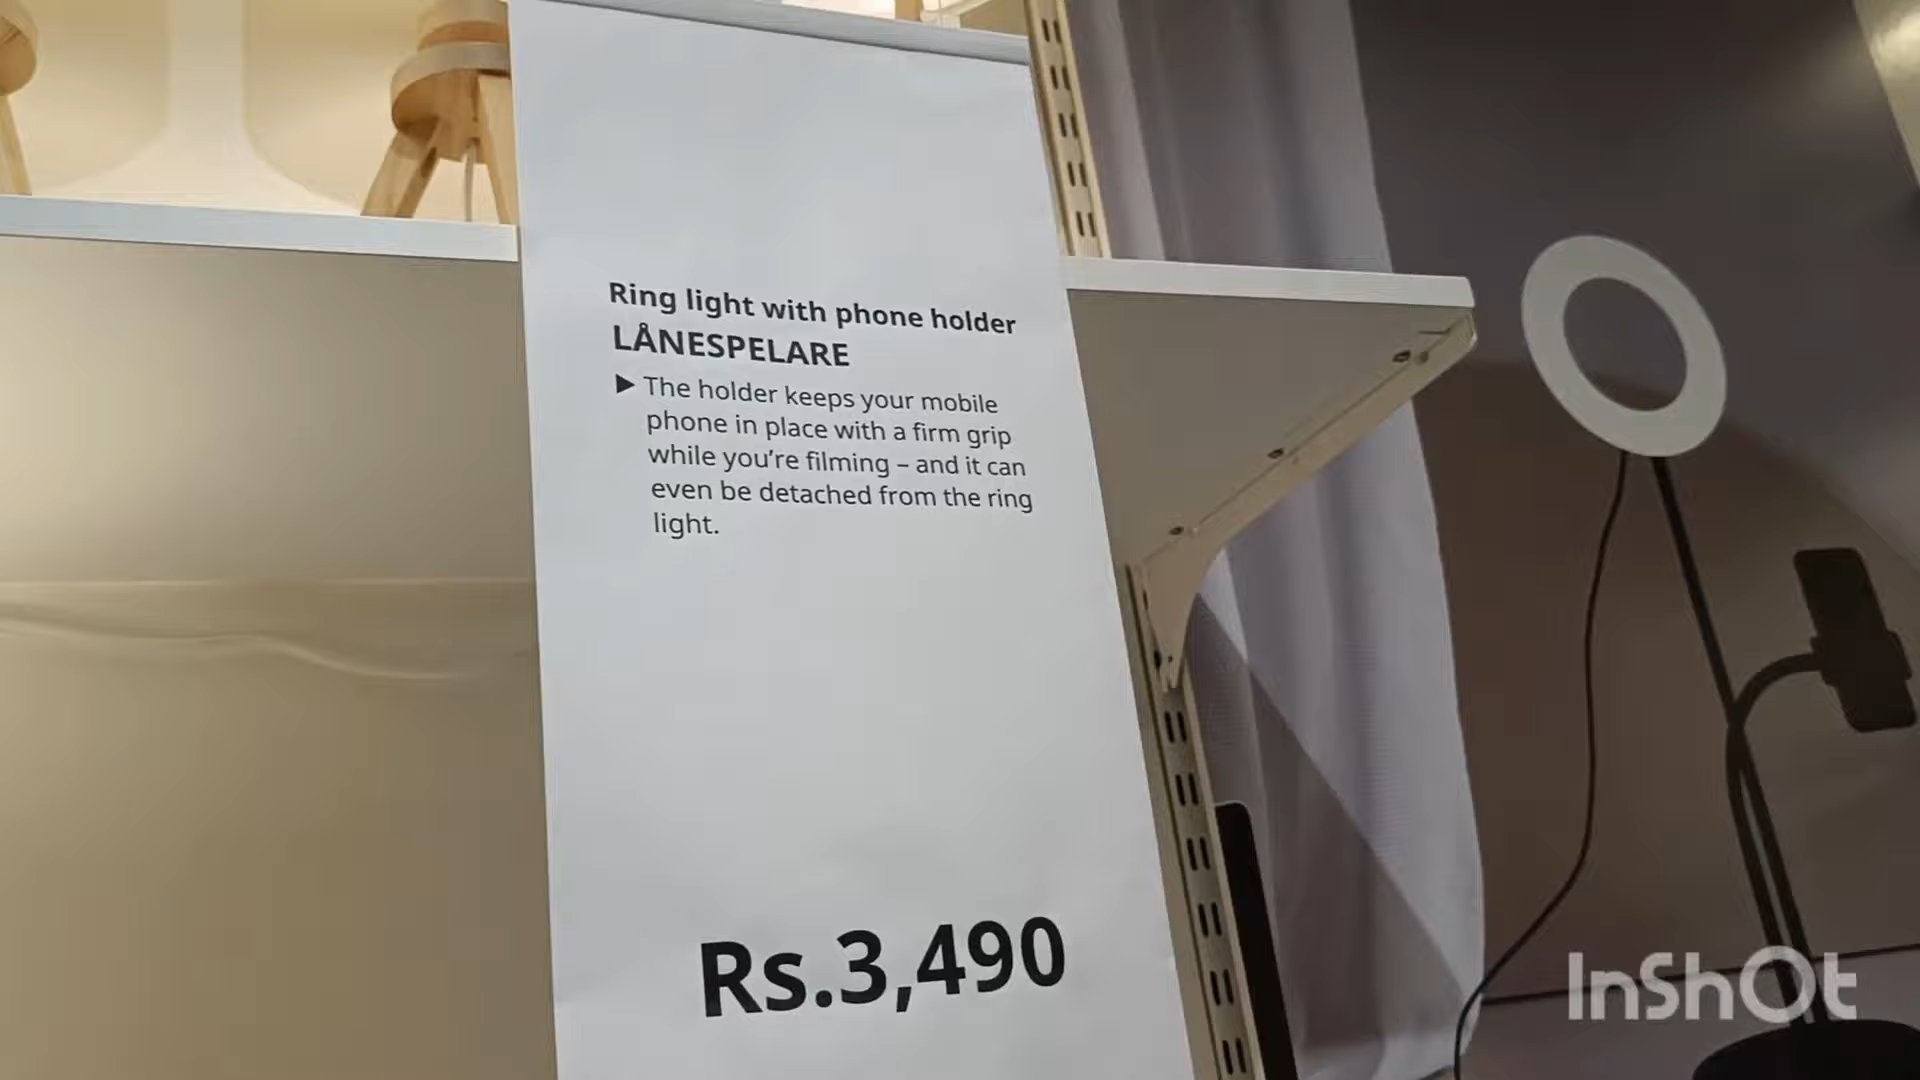 Ring light with phone holder
LÅNESPELARE
▶ The holder keeps your mobile
phone in place with a firm grip
while you’re filming – and it can
even be detached from the ring
light.
Rs.3,490
InShOt